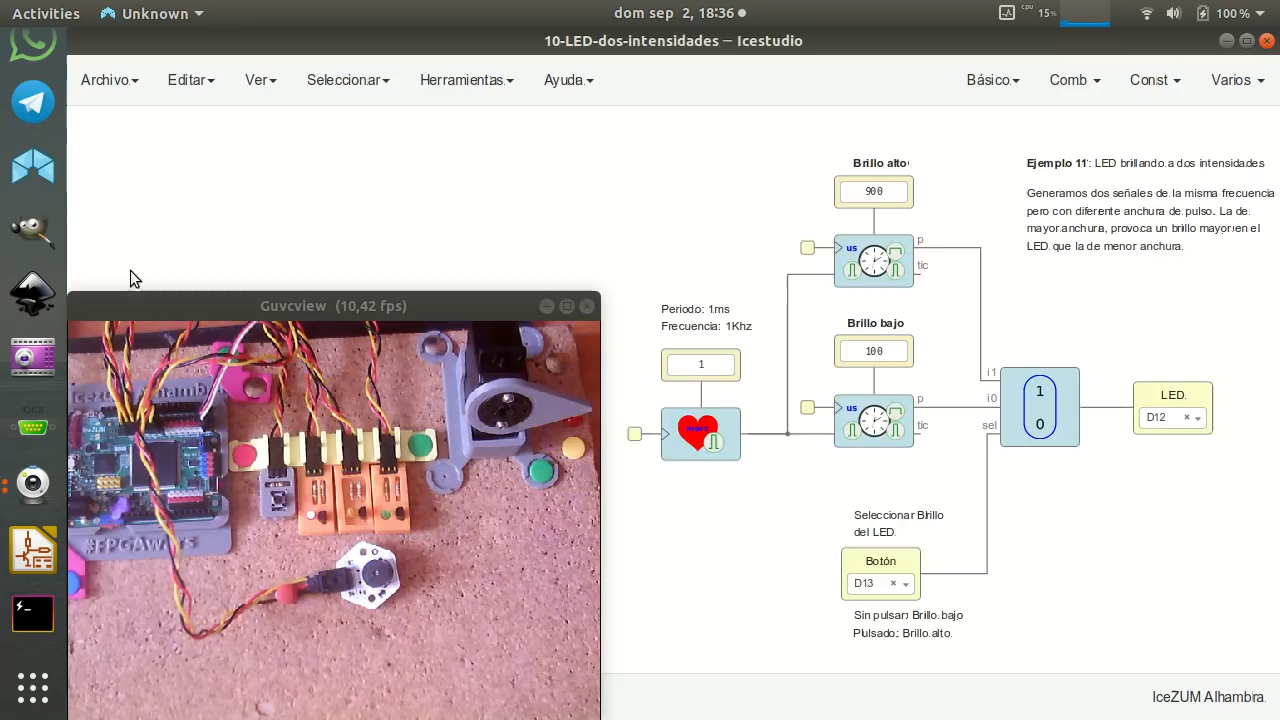 Activities
Unknown
dom sep 2, 18:36
cpu
15%
100 %
10-LED-dos-intensidades – Icestudio
Archivo
Editar
Ver
Seleccionar
Herramientas
Ayuda
Básico
Comb
Const
Varios
Brillo alto
900
us
p
tic
Ejemplo 11: LED brillando a dos intensidades
Generamos dos señales de la misma frecuencia
pero con diferente anchura de pulso. La de
mayor anchura, provoca un brillo mayor en el
LED que la de menor anchura.
Guvcview (10,42 fps)
Periodo: 1ms
Frecuencia: 1Khz
1
Brillo bajo
100
us
p
tic
i1
i0
sel
1
0
LED
D12
Seleccionar Brillo
del LED
Botón
D13
Sin pulsar: Brillo bajo
Pulsado: Brillo alto
#FPGAwars
IceZUM Alhambra